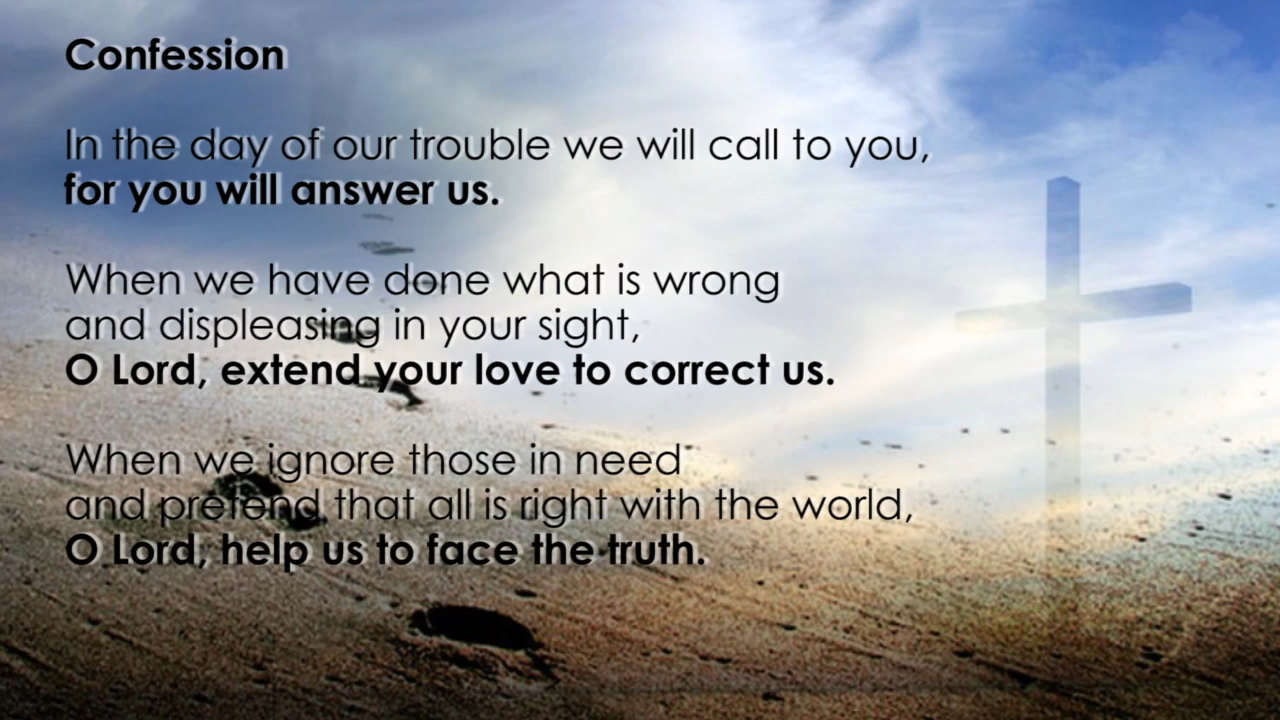 Confession
In the day of our trouble we will call to you,
for you will answer us.
When we have done what is wrong
and displeasing in your sight,
O Lord, extend your love to correct us.
When we ignore those in need
and pretend that all is right with the world,
O Lord, help us to face the truth.